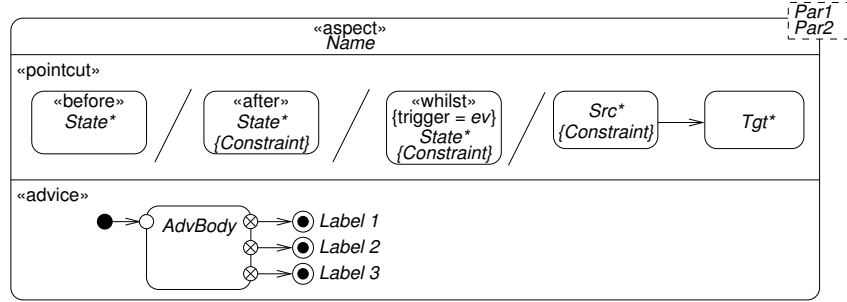 Par1
Par2
«aspect»
Name
«pointcut»
«before»
State*
«after»
State*
{Constraint}
«whilst»
{trigger = ev}
State*
{Constraint}
Src*
{Constraint}
Tgt*
«advice»
AdvBody
Label 1
Label 2
Label 3